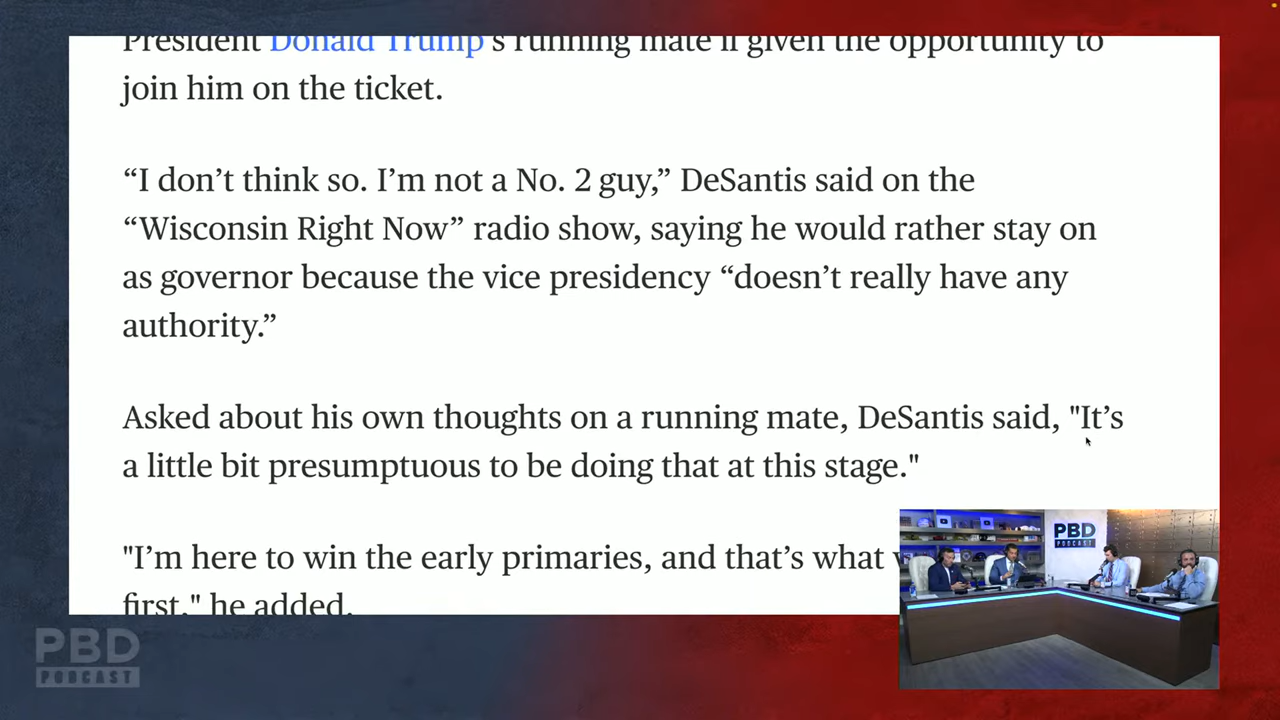 President Donald Trump's running mate if given the opportunity to
join him on the ticket.
“I don’t think so. I’m not a No. 2 guy,” DeSantis said on the
“Wisconsin Right Now” radio show, saying he would rather stay on
as governor because the vice presidency “doesn’t really have any
authority.”
Asked about his own thoughts on a running mate, DeSantis said, "It’s
a little bit presumptuous to be doing that at this stage."
"I’m here to win the early primaries, and that’s what
first," he added.
PBD
PODCAST
PBD
PODCAST